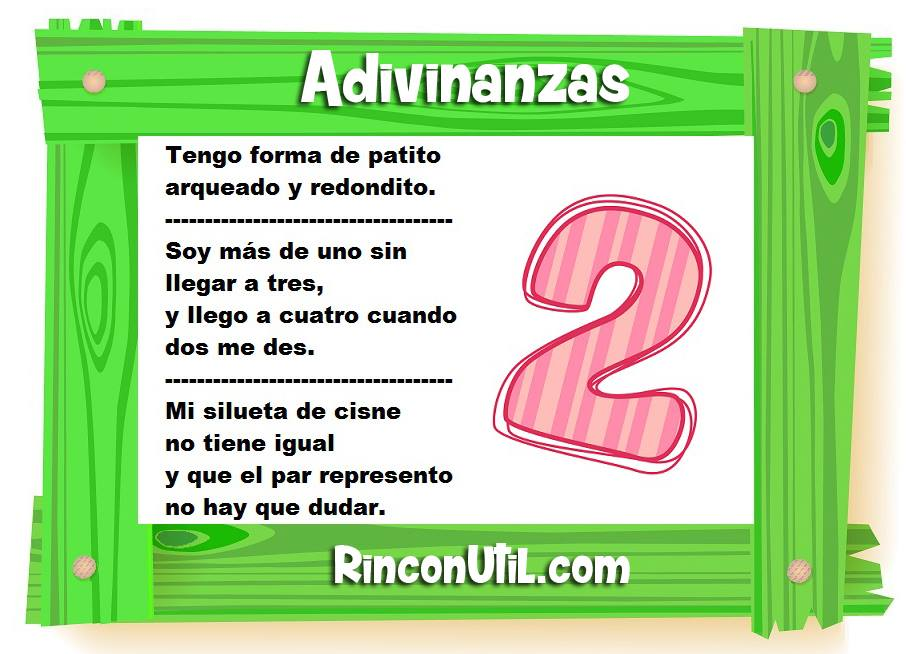 Adivinanzas
Tengo forma de patito
arqueado y redondito.
------------------------------------
Soy más de uno sin
llegar a tres,
y llego a cuatro cuando
dos me des.
------------------------------------
Mi silueta de cisne
no tiene igual
y que el par represento
no hay que dudar.
2
RinconUtil.com